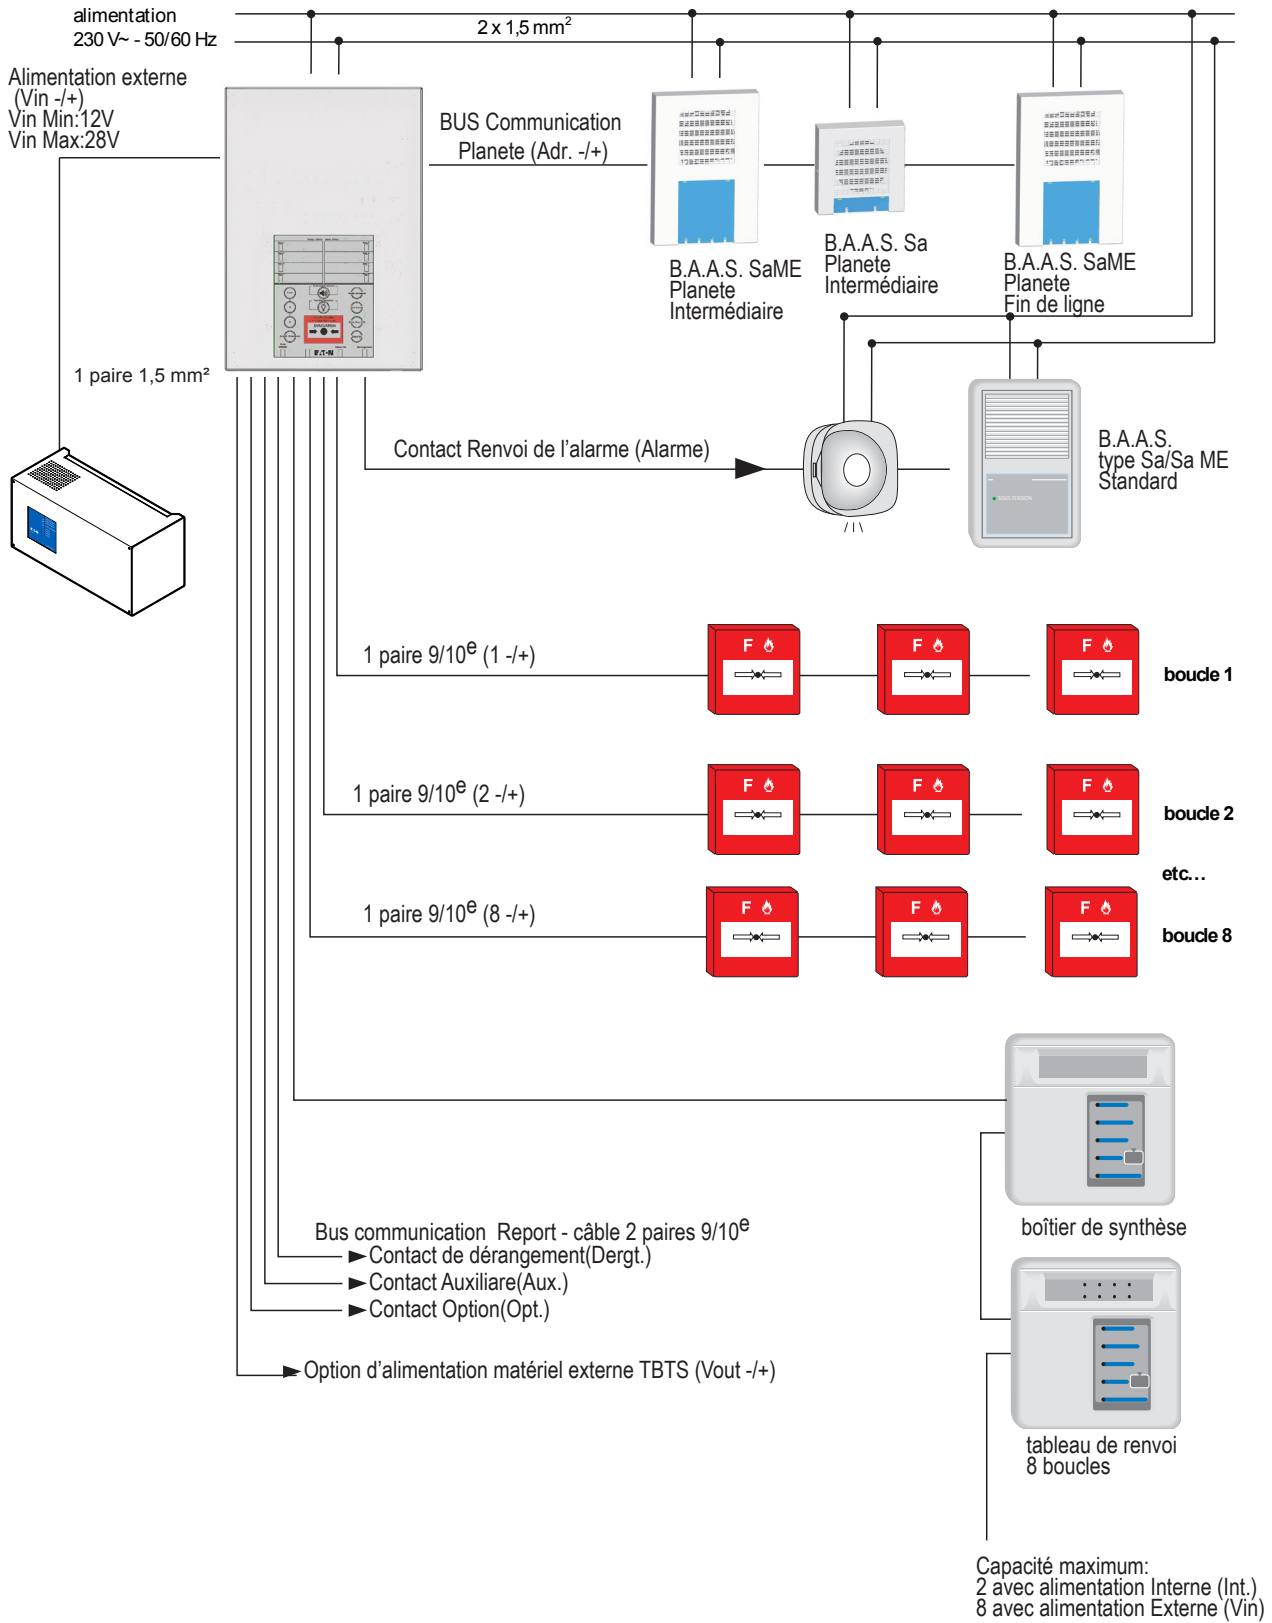 alimentation
230 V~ - 50/60 Hz
2 x 1,5 mm²
Alimentation externe
(Vin -/+)
Vin Min:12V
Vin Max:28V
BUS Communication
Planete (Adr. -/+)
B.A.A.S. SaME
Planete
Intermédiaire
B.A.A.S. Sa
Planete
Intermédiaire
B.A.A.S. SaME
Planete
Fin de ligne
EVACUATION
EATON
1 paire 1,5 mm²
Contact Renvoi de l'alarme (Alarme)
B.A.A.S.
type Sa/Sa ME
Standard
SOUS TENSION
1 paire 9/10e (1 -/+)
F
F
F
boucle 1
1 paire 9/10e (2 -/+)
F
F
F
boucle 2
etc...
1 paire 9/10e (8 -/+)
F
F
F
boucle 8
boîtier de synthèse
Bus communication Report - câble 2 paires 9/10e
Contact de dérangement(Dergt.)
Contact Auxiliare(Aux.)
Contact Option(Opt.)
Option d'alimentation matériel externe TBTS (Vout -/+)
tableau de renvoi
8 boucles
Capacité maximum:
2 avec alimentation Interne (Int.)
8 avec alimentation Externe (Vin)